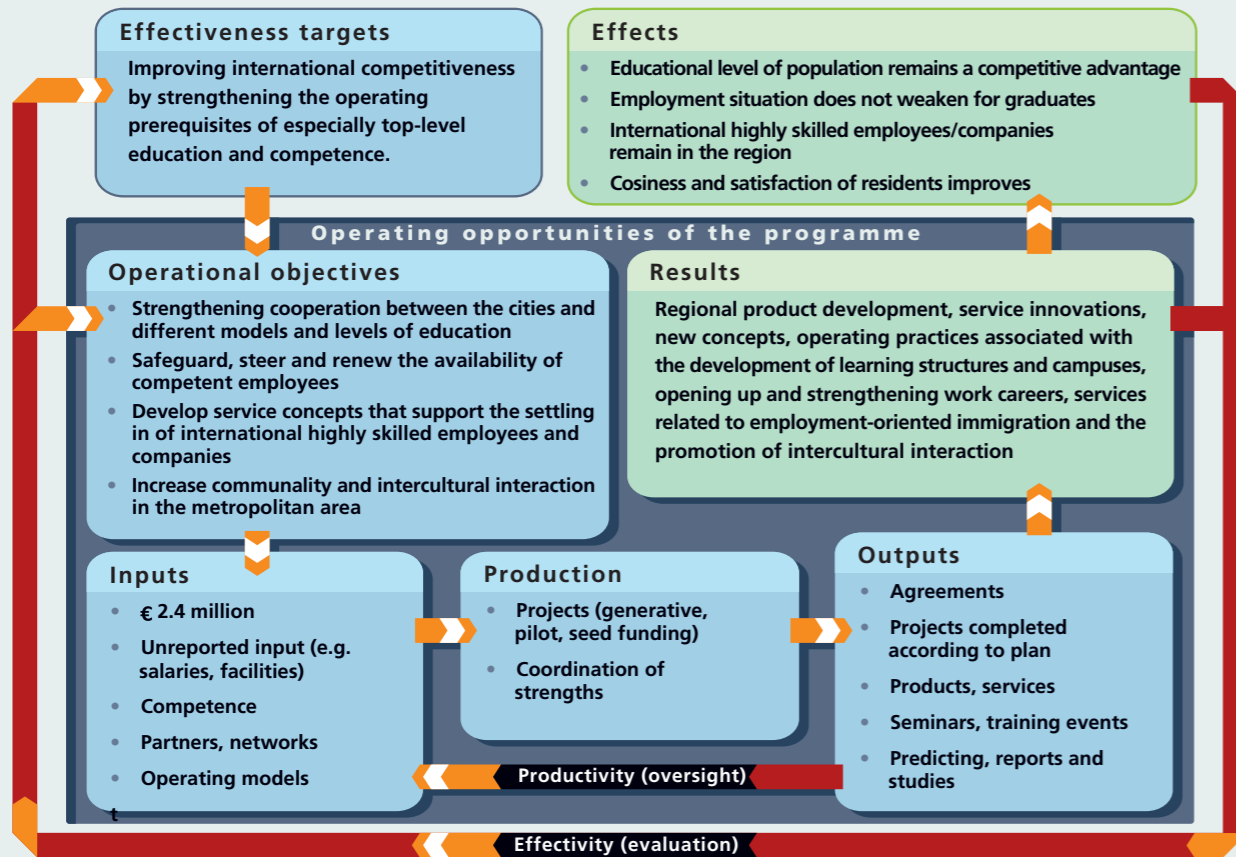 Effectiveness targets
Improving international competitiveness
by strengthening the operating
prerequisites of especially top-level
education and competence.
Effects
• Educational level of population remains a competitive advantage
• Employment situation does not weaken for graduates
• International highly skilled employees/companies
remain in the region
• Cosiness and satisfaction of residents improves
Operating opportunities of the programme
Operational objectives
• Strengthening cooperation between the cities and
different models and levels of education
• Safeguard, steer and renew the availability of
competent employees
• Develop service concepts that support the settling
in of international highly skilled employees and
companies
• Increase communality and intercultural interaction
in the metropolitan area
Results
Regional product development, service innovations,
new concepts, operating practices associated with
the development of learning structures and campuses,
opening up and strengthening work careers, services
related to employment-oriented immigration and the
promotion of intercultural interaction
Inputs
• € 2.4 million
• Unreported input (e.g.
salaries, facilities)
• Competence
• Partners, networks
• Operating models
t
Production
• Projects (generative,
pilot, seed funding)
• Coordination of
strengths
Outputs
• Agreements
• Projects completed
according to plan
• Products, services
• Seminars, training events
• Predicting, reports and
studies
Productivity (oversight)
Effectivity (evaluation)